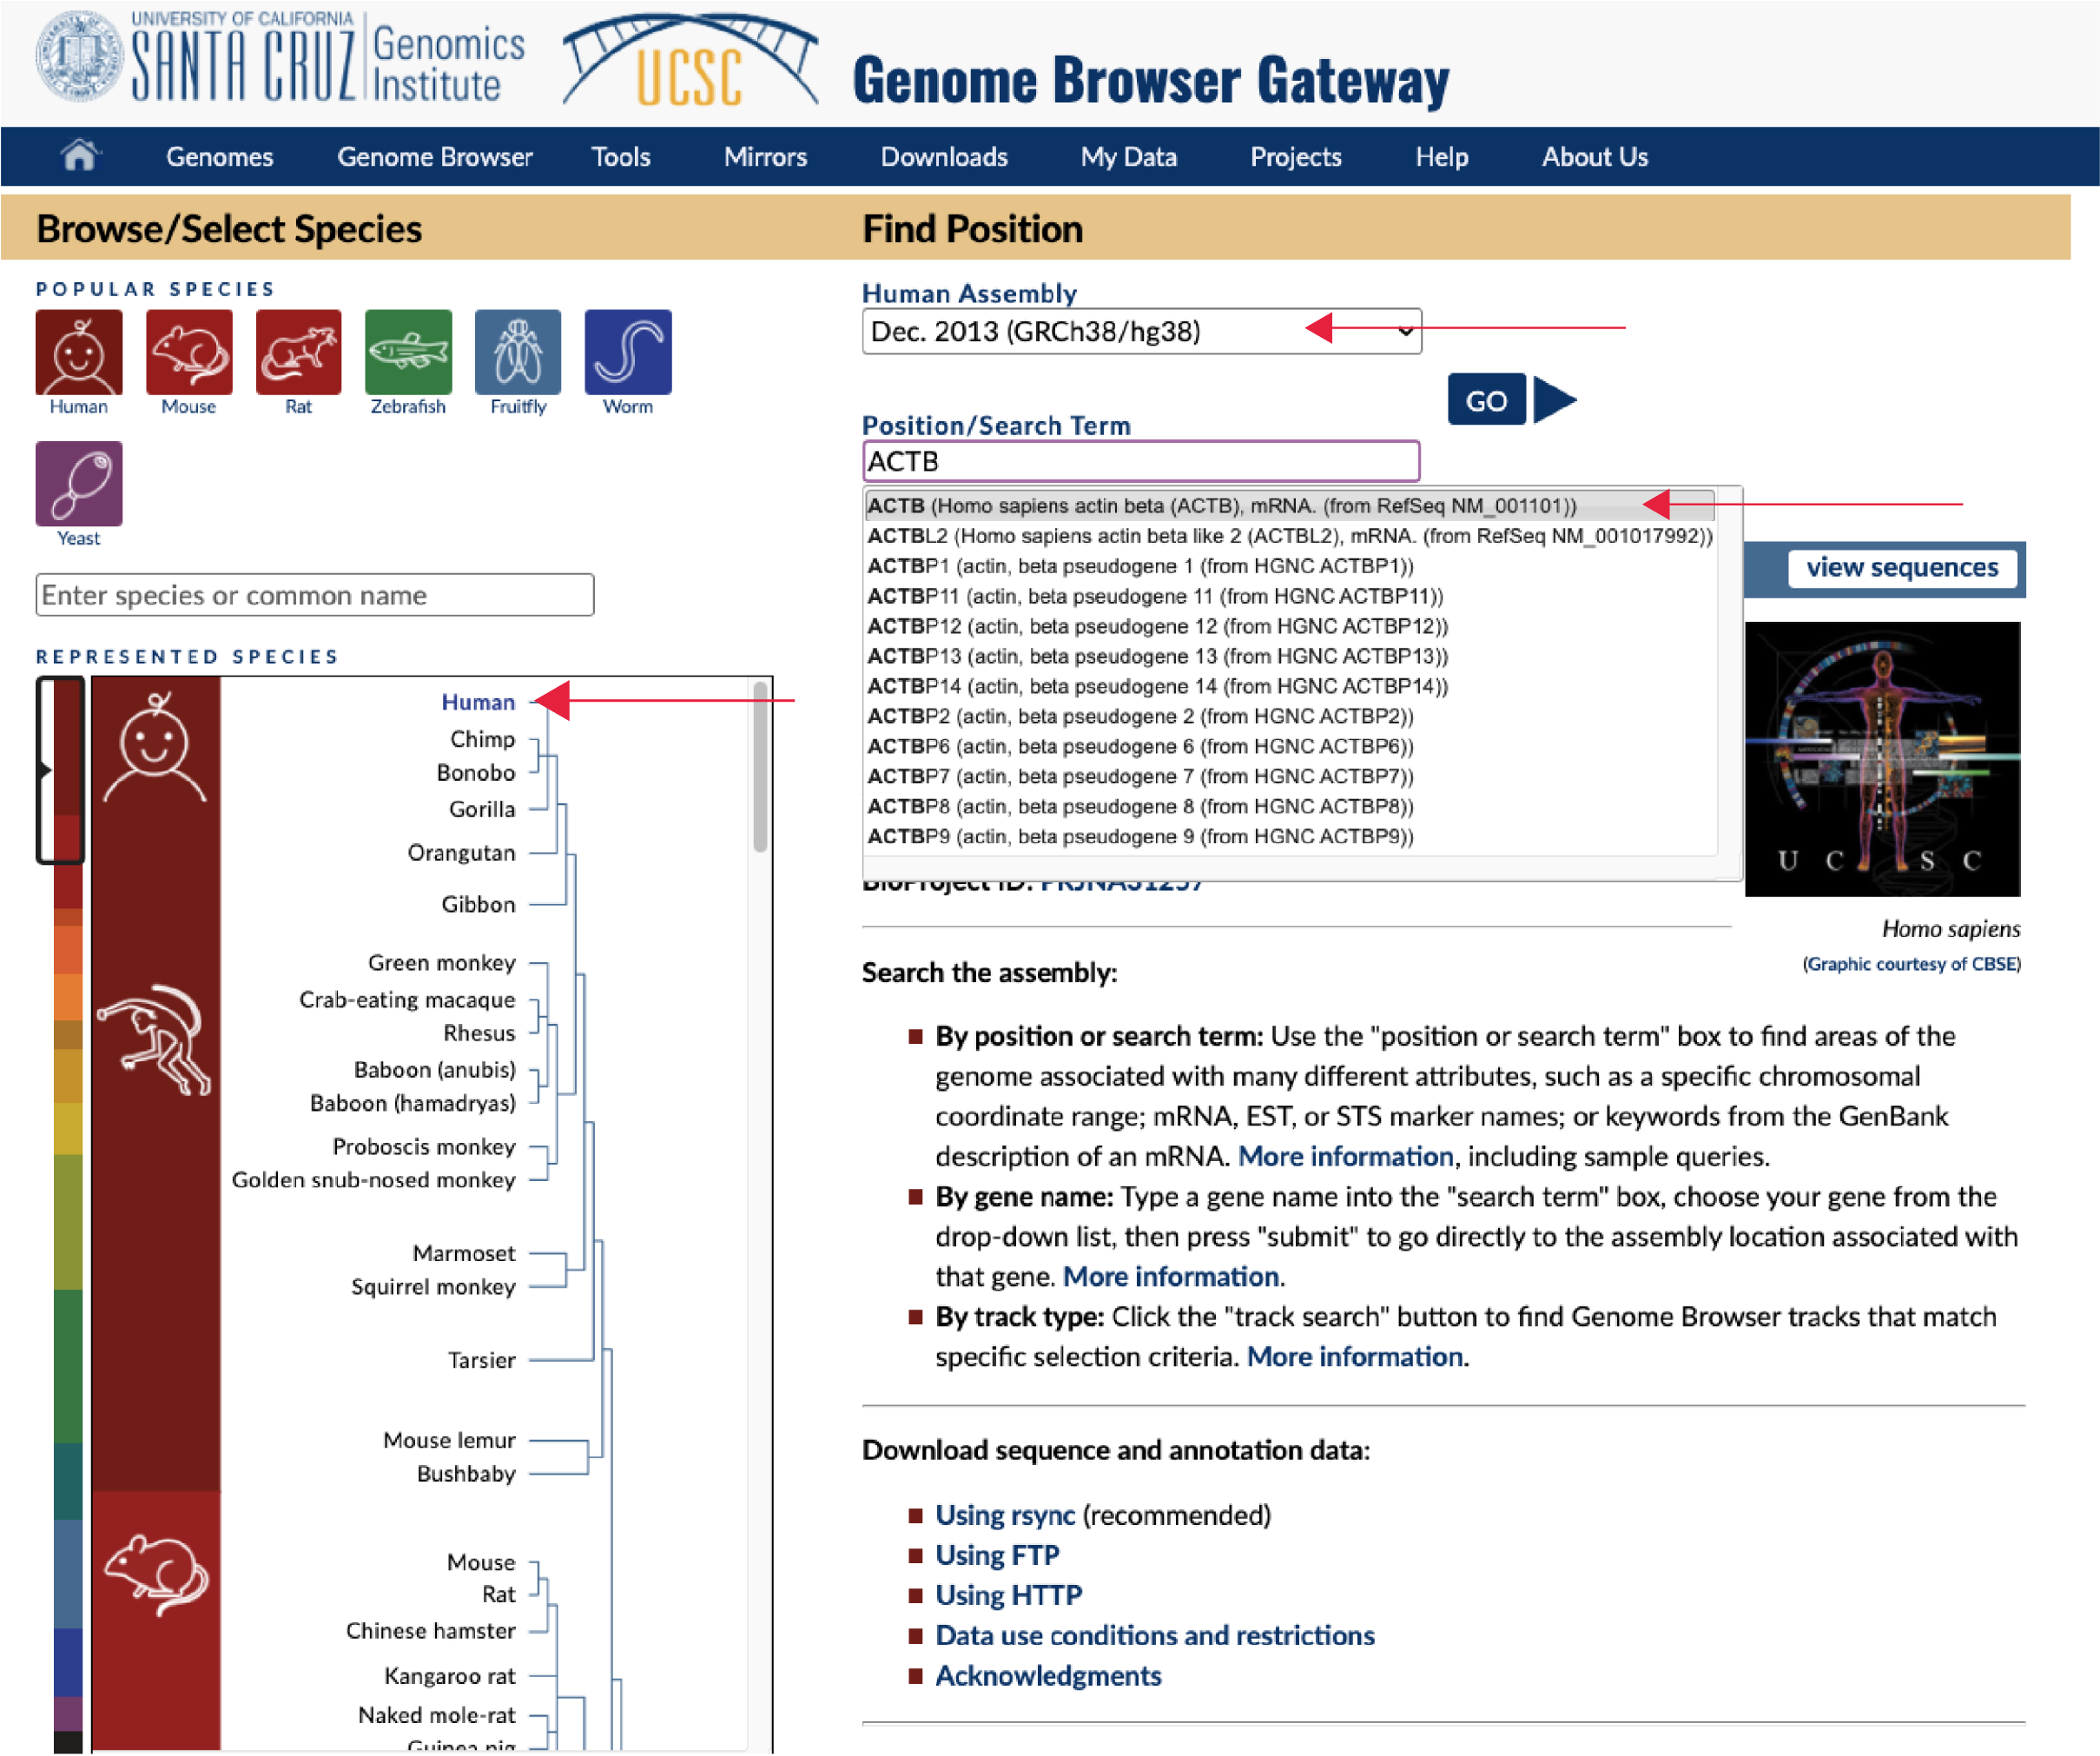 UNIVERSITY OF CALIFORNIA
SANTA CRUZ
Genomics
Institute
UCSC
Genome Browser Gateway
Genomes Genome Browser Tools Mirrors Downloads My Data Projects Help About Us
Browse/Select Species
POPULAR SPECIES
Human Mouse Rat Zebrafish Fruitfly Worm
Yeast
Enter species or common name
REPRESENTED SPECIES
Human
Chimp
Bonobo
Gorilla
Orangutan
Gibbon
Green monkey
Crab-eating macaque
Rhesus
Baboon (anubis)
Baboon (hamadryas)
Proboscis monkey
Golden snub-nosed monkey
Marmoset
Squirrel monkey
Tarsier
Mouse lemur
Bushbaby
Mouse
Rat
Chinese hamster
Kangaroo rat
Naked mole-rat
Guinea pig
Find Position
Human Assembly
Dec. 2013 (GRCh38/hg38)
GO
Position/Search Term
ACTB
ACTB (Homo sapiens actin beta (ACTB), mRNA. (from RefSeq NM_001101))
ACTBL2 (Homo sapiens actin beta like 2 (ACTBL2), mRNA. (from RefSeq NM_001017992))
ACTBP1 (actin, beta pseudogene 1 (from HGNC ACTBP1))
ACTBP11 (actin, beta pseudogene 11 (from HGNC ACTBP11))
ACTBP12 (actin, beta pseudogene 12 (from HGNC ACTBP12))
ACTBP13 (actin, beta pseudogene 13 (from HGNC ACTBP13))
ACTBP14 (actin, beta pseudogene 14 (from HGNC ACTBP14))
ACTBP2 (actin, beta pseudogene 2 (from HGNC ACTBP2))
ACTBP6 (actin, beta pseudogene 6 (from HGNC ACTBP6))
ACTBP7 (actin, beta pseudogene 7 (from HGNC ACTBP7))
ACTBP8 (actin, beta pseudogene 8 (from HGNC ACTBP8))
ACTBP9 (actin, beta pseudogene 9 (from HGNC ACTBP9))
view sequences
U C S C
BioProject ID: PRJNA31257
Homo sapiens
(Graphic courtesy of CBSE)
Search the assembly:
By position or search term: Use the "position or search term" box to find areas of the
genome associated with many different attributes, such as a specific chromosomal
coordinate range; mRNA, EST, or STS marker names; or keywords from the GenBank
description of an mRNA. More information, including sample queries.
By gene name: Type a gene name into the "search term" box, choose your gene from the
drop-down list, then press "submit" to go directly to the assembly location associated with
that gene. More information.
By track type: Click the "track search" button to find Genome Browser tracks that match
specific selection criteria. More information.
Download sequence and annotation data:
Using rsync (recommended)
Using FTP
Using HTTP
Data use conditions and restrictions
Acknowledgments